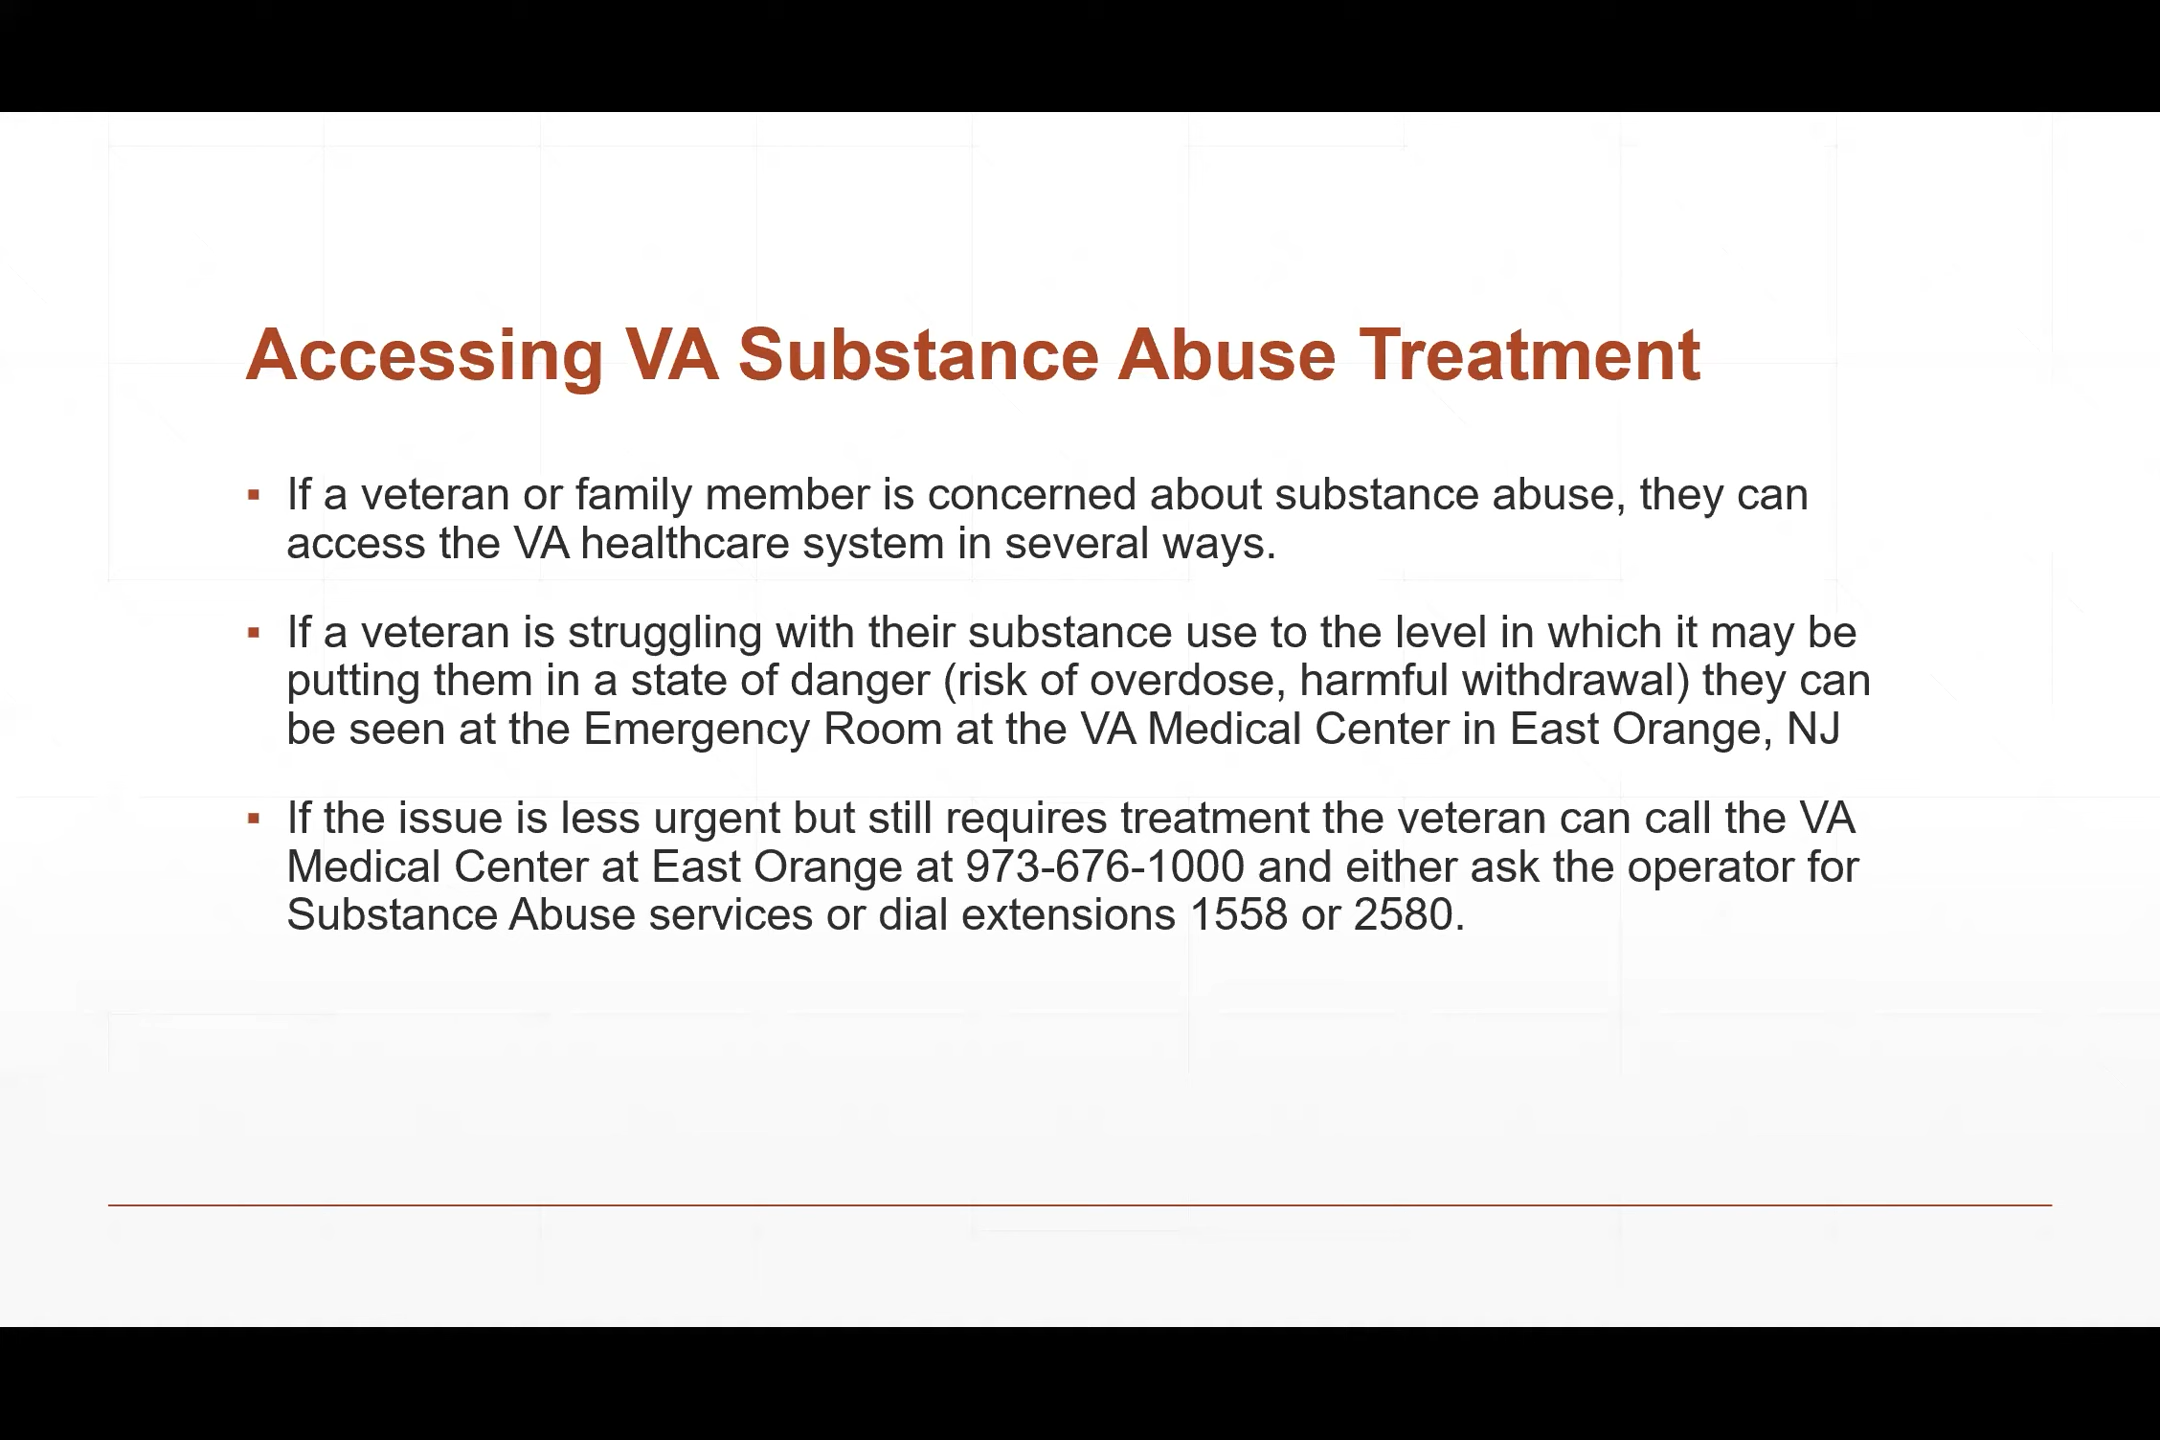 Accessing VA Substance Abuse Treatment
▪ If a veteran or family member is concerned about substance abuse, they can
access the VA healthcare system in several ways.
▪ If a veteran is struggling with their substance use to the level in which it may be
putting them in a state of danger (risk of overdose, harmful withdrawal) they can
be seen at the Emergency Room at the VA Medical Center in East Orange, NJ
▪ If the issue is less urgent but still requires treatment the veteran can call the VA
Medical Center at East Orange at 973-676-1000 and either ask the operator for
Substance Abuse services or dial extensions 1558 or 2580.